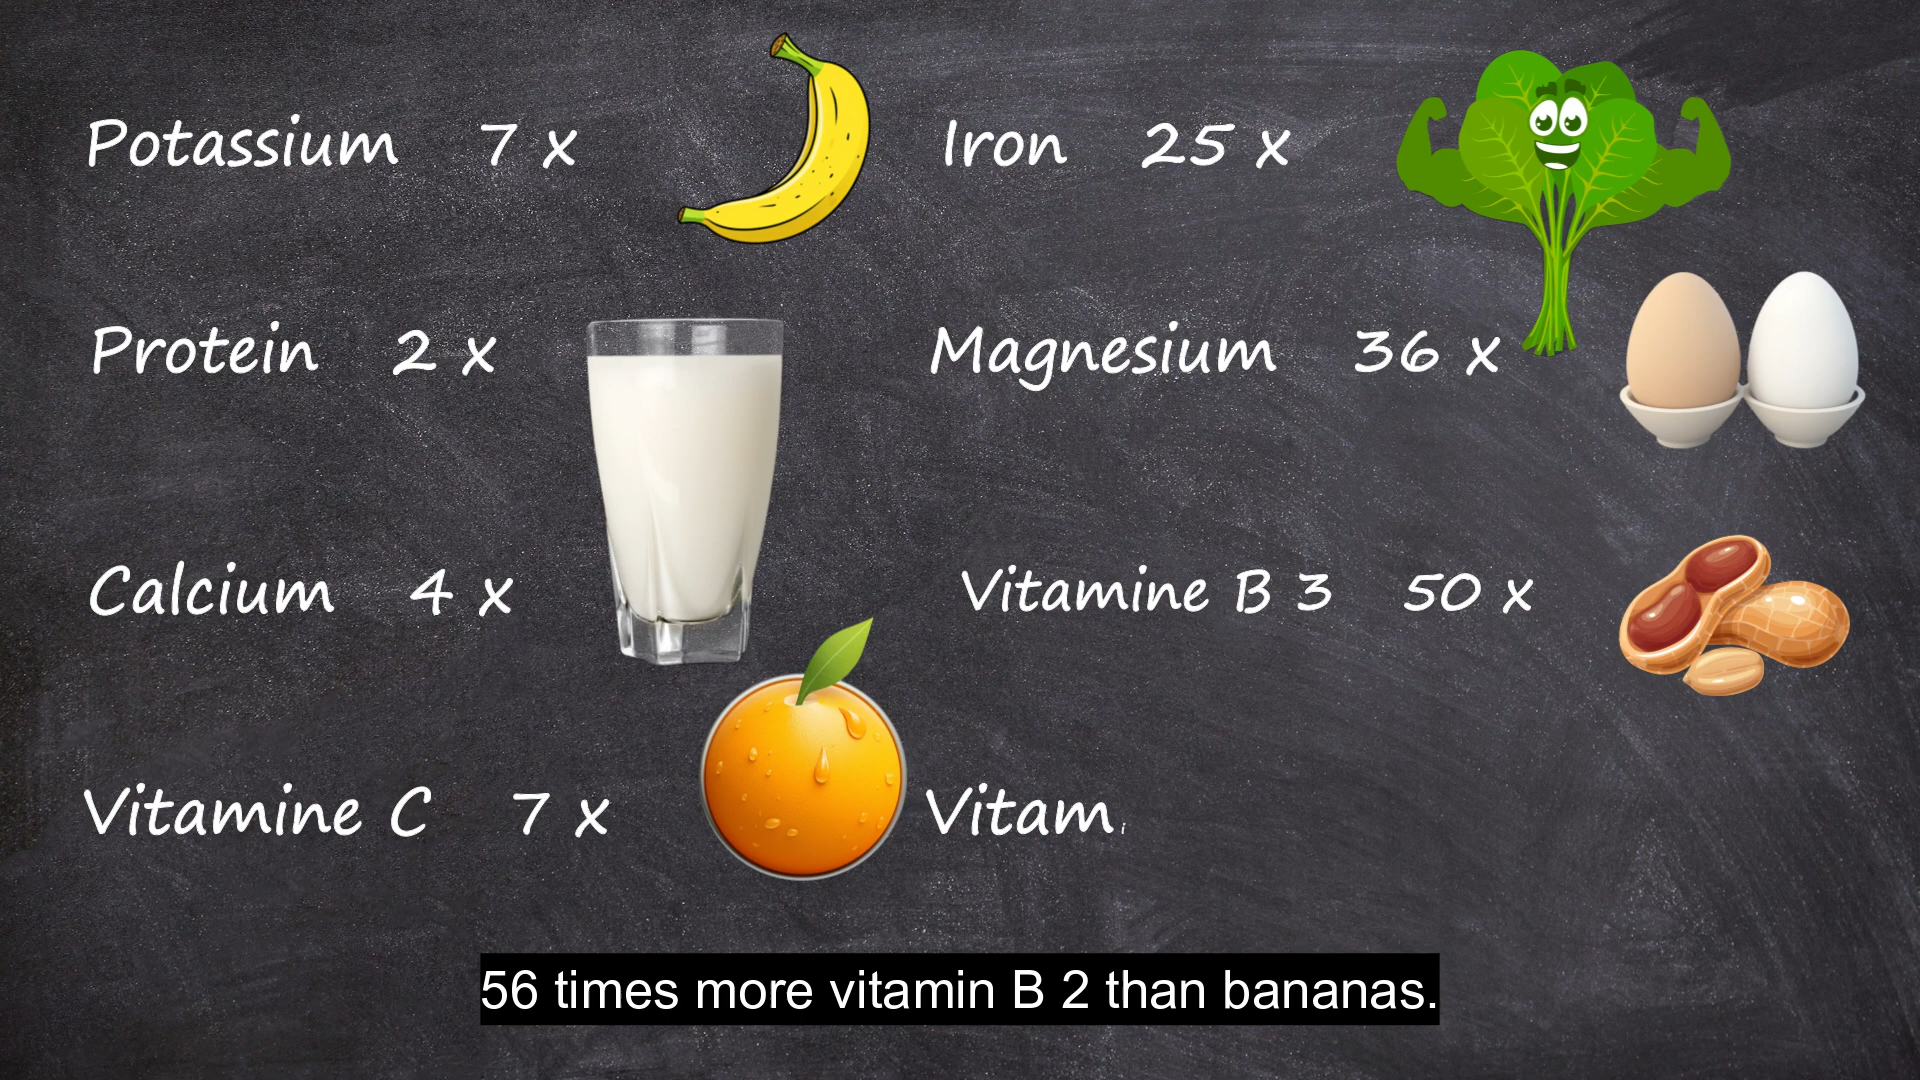 Potassium 7 x
Iron 25 x
Protein 2 x
Magnesium 36 x
Calcium 4 x
Vitamine B 3 50 x
Vitamine C 7 x
Vitami
56 times more vitamin B 2 than bananas.